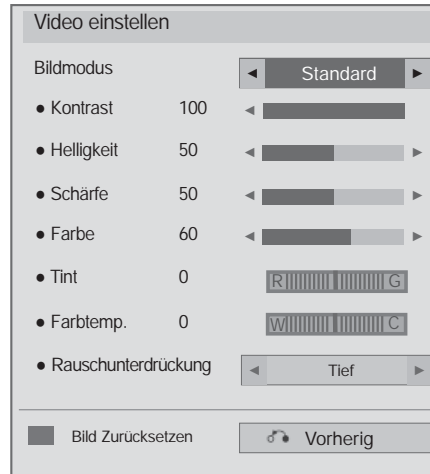 Video einstellen
Bildmodus ◄ Standard ►
● Kontrast 100 ◄
● Helligkeit 50 ◄ ►
● Schärfe 50 ◄ ►
● Farbe 60 ◄ ►
● Tint 0 R G
● Farbtemp. 0 W C
● Rauschunterdrückung ◄ Tief ►
Bild Zurücksetzen Vorherig